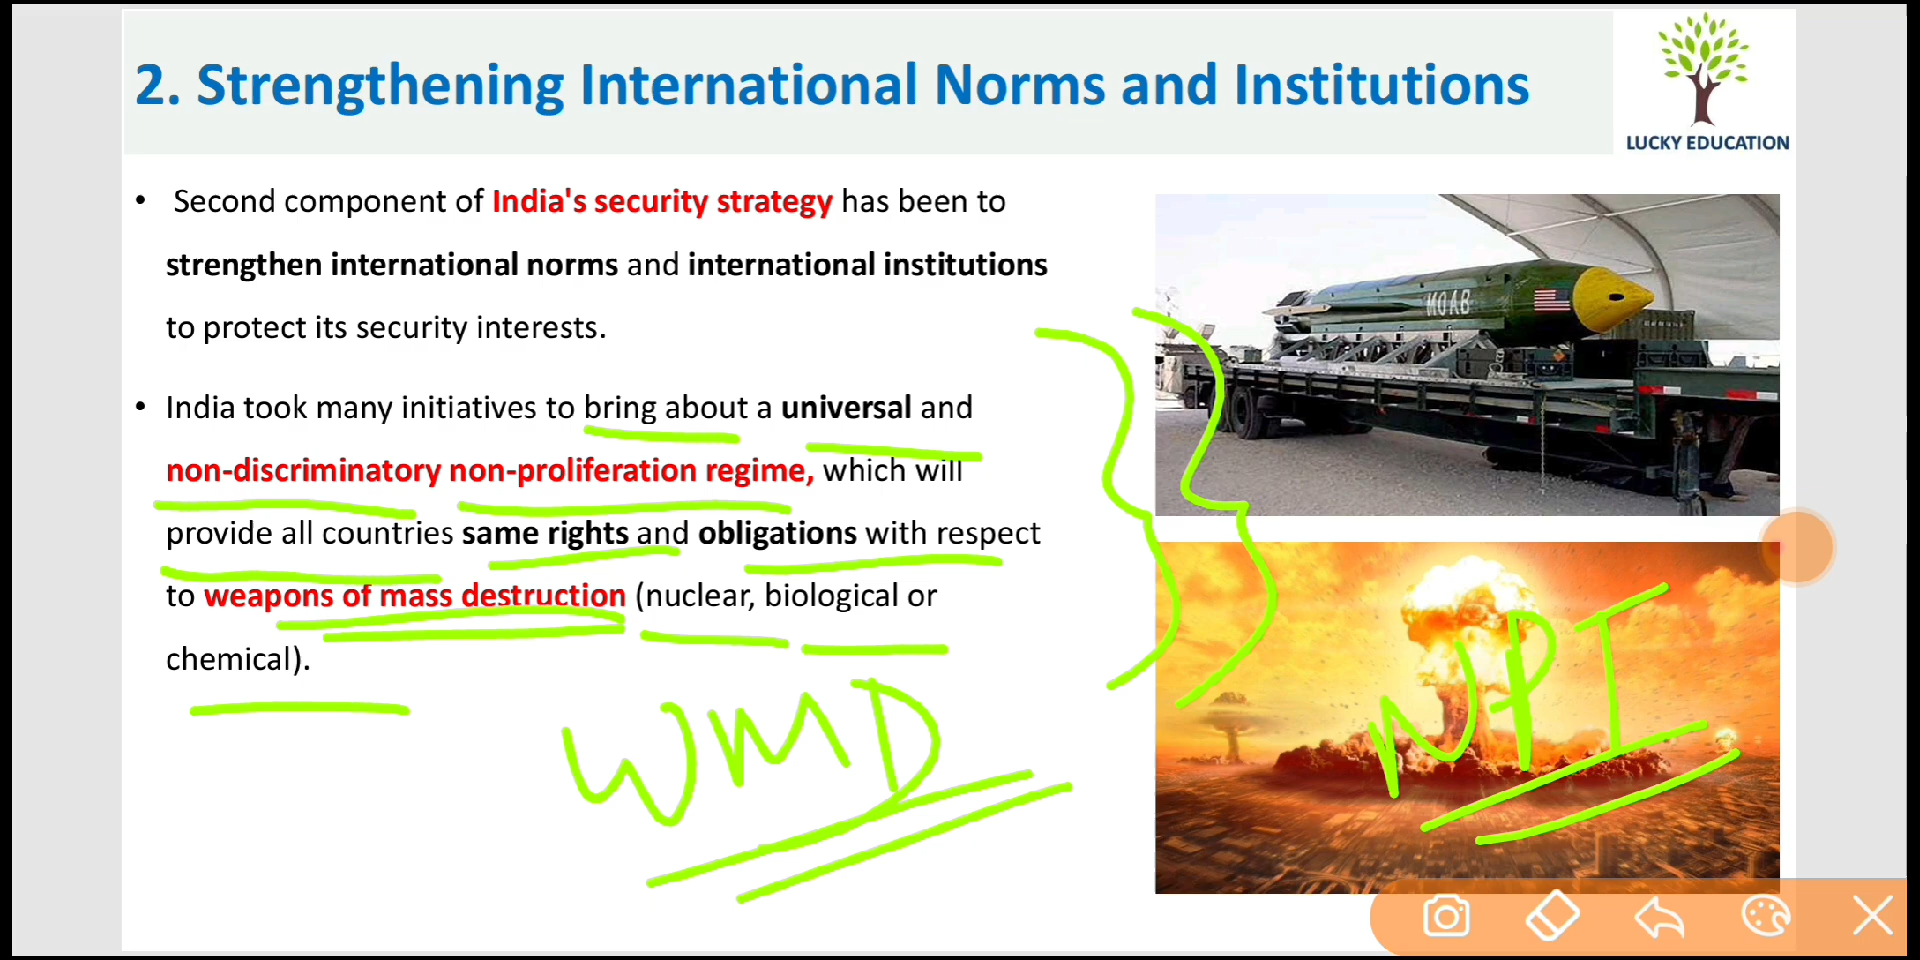 2. Strengthening International Norms and Institutions
LUCKY EDUCATION
• Second component of India's security strategy has been to
strengthen international norms and international institutions
to protect its security interests.
• India took many initiatives to bring about a universal and
non-discriminatory non-proliferation regime, which will
provide all countries same rights and obligations with respect
to weapons of mass destruction (nuclear, biological or
chemical).
MOAB
WMD
NPI